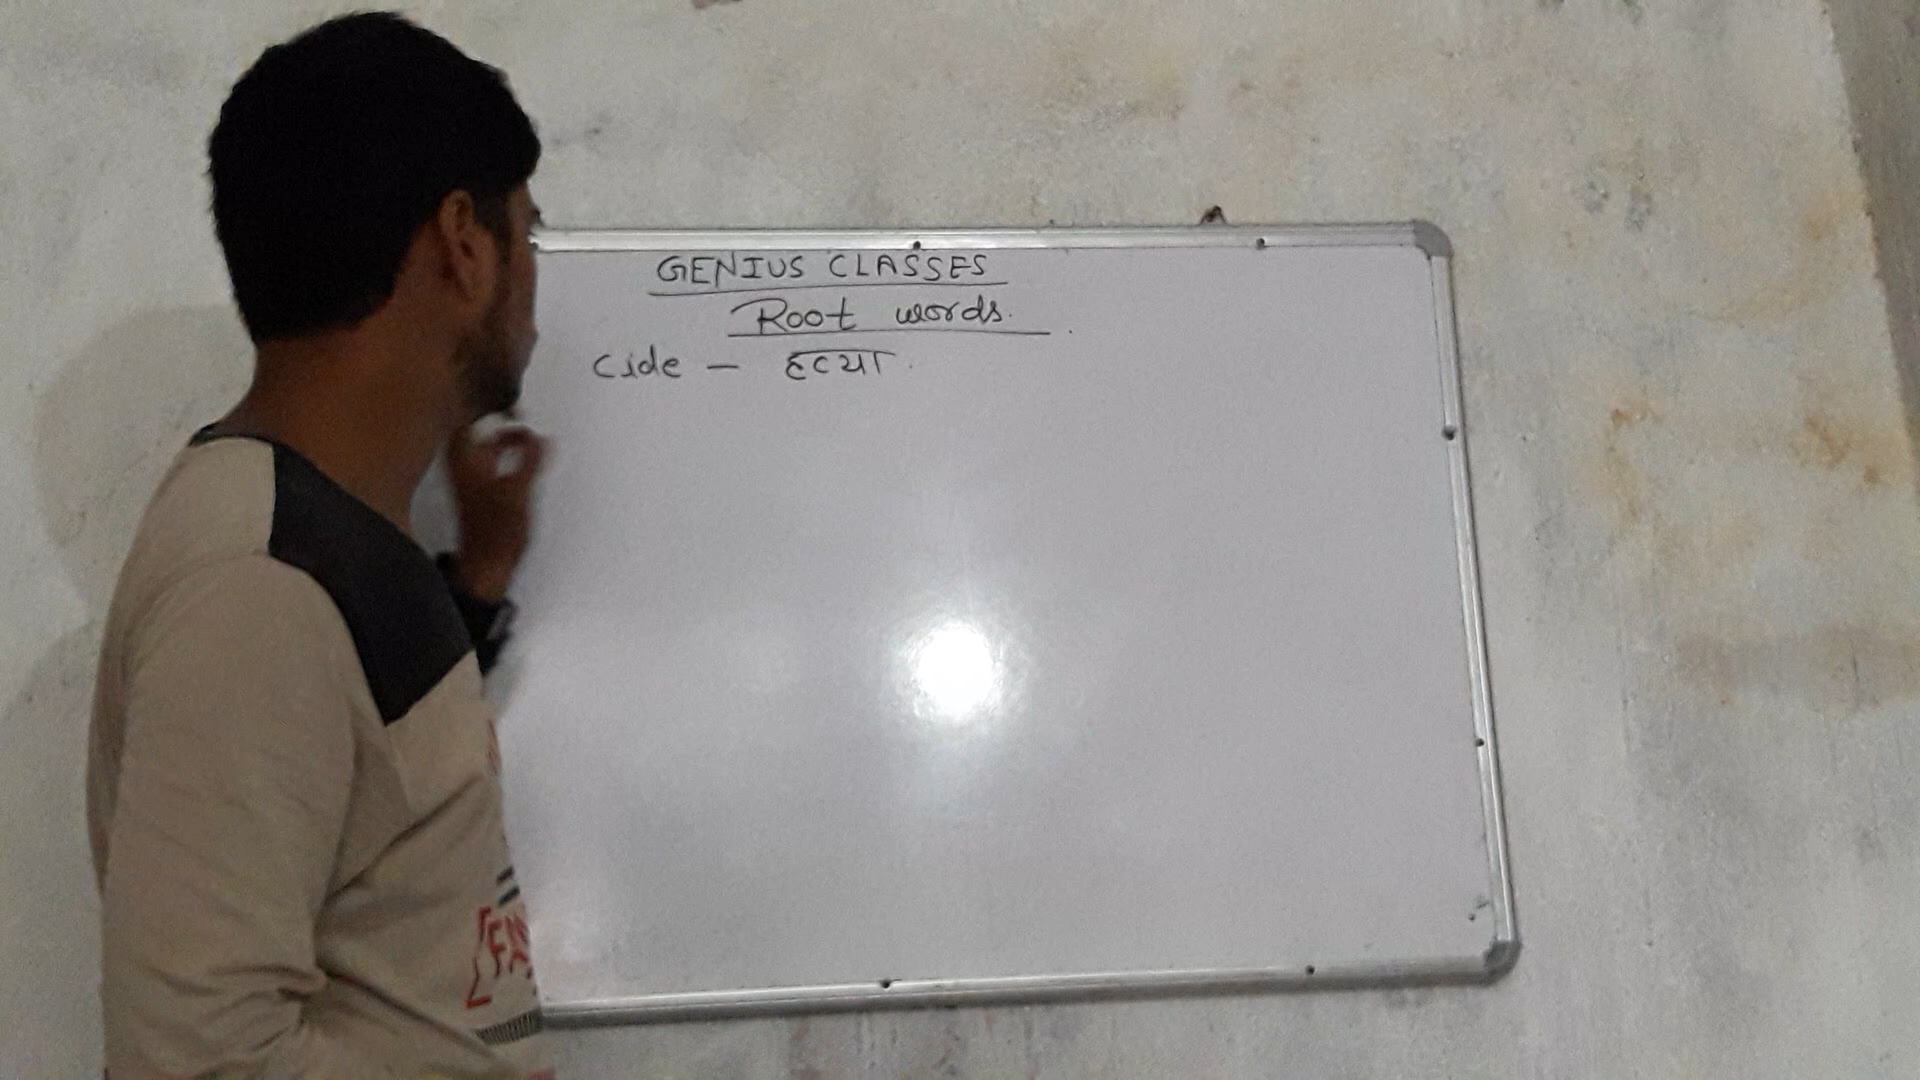 GENIUS CLASSES
Root words.
cide - हत्या.